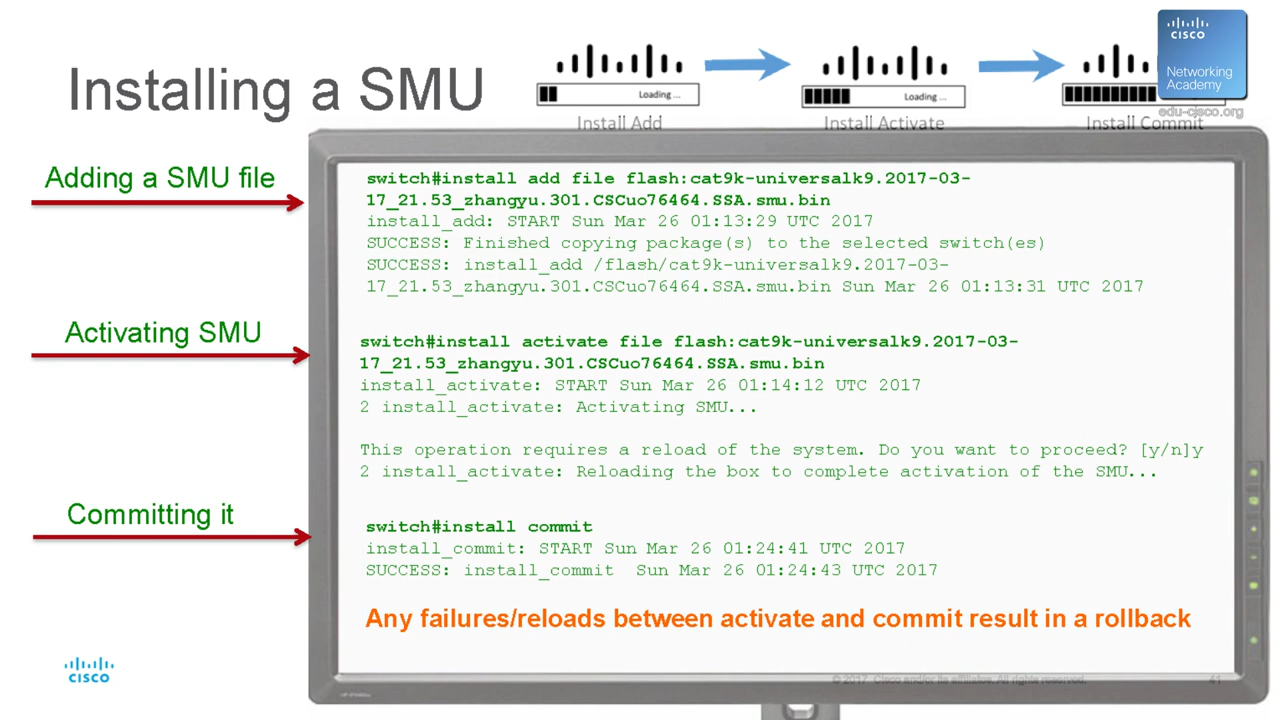 Installing a SMU
Loading ...
Install Add
Loading ...
Install Activate
Install Commit
CISCO
Networking
Academy
edu-cisco.org
Adding a SMU file
switch#install add file flash:cat9k-universalk9.2017-03-
17_21.53_zhangyu.301.CSCuo76464.SSA.smu.bin
install_add: START Sun Mar 26 01:13:29 UTC 2017
SUCCESS: Finished copying package(s) to the selected switch(es)
SUCCESS: install_add /flash/cat9k-universalk9.2017-03-
17_21.53_zhangyu.301.CSCuo76464.SSA.smu.bin Sun Mar 26 01:13:31 UTC 2017
Activating SMU
switch#install activate file flash:cat9k-universalk9.2017-03-
17_21.53_zhangyu.301.CSCuo76464.SSA.smu.bin
install_activate: START Sun Mar 26 01:14:12 UTC 2017
2 install_activate: Activating SMU...
This operation requires a reload of the system. Do you want to proceed? [y/n]y
2 install_activate: Reloading the box to complete activation of the SMU...
Committing it
switch#install commit
install_commit: START Sun Mar 26 01:24:41 UTC 2017
SUCCESS: install_commit  Sun Mar 26 01:24:43 UTC 2017
Any failures/reloads between activate and commit result in a rollback
CISCO
© 2017 Cisco and/or its affiliates. All rights reserved.
41